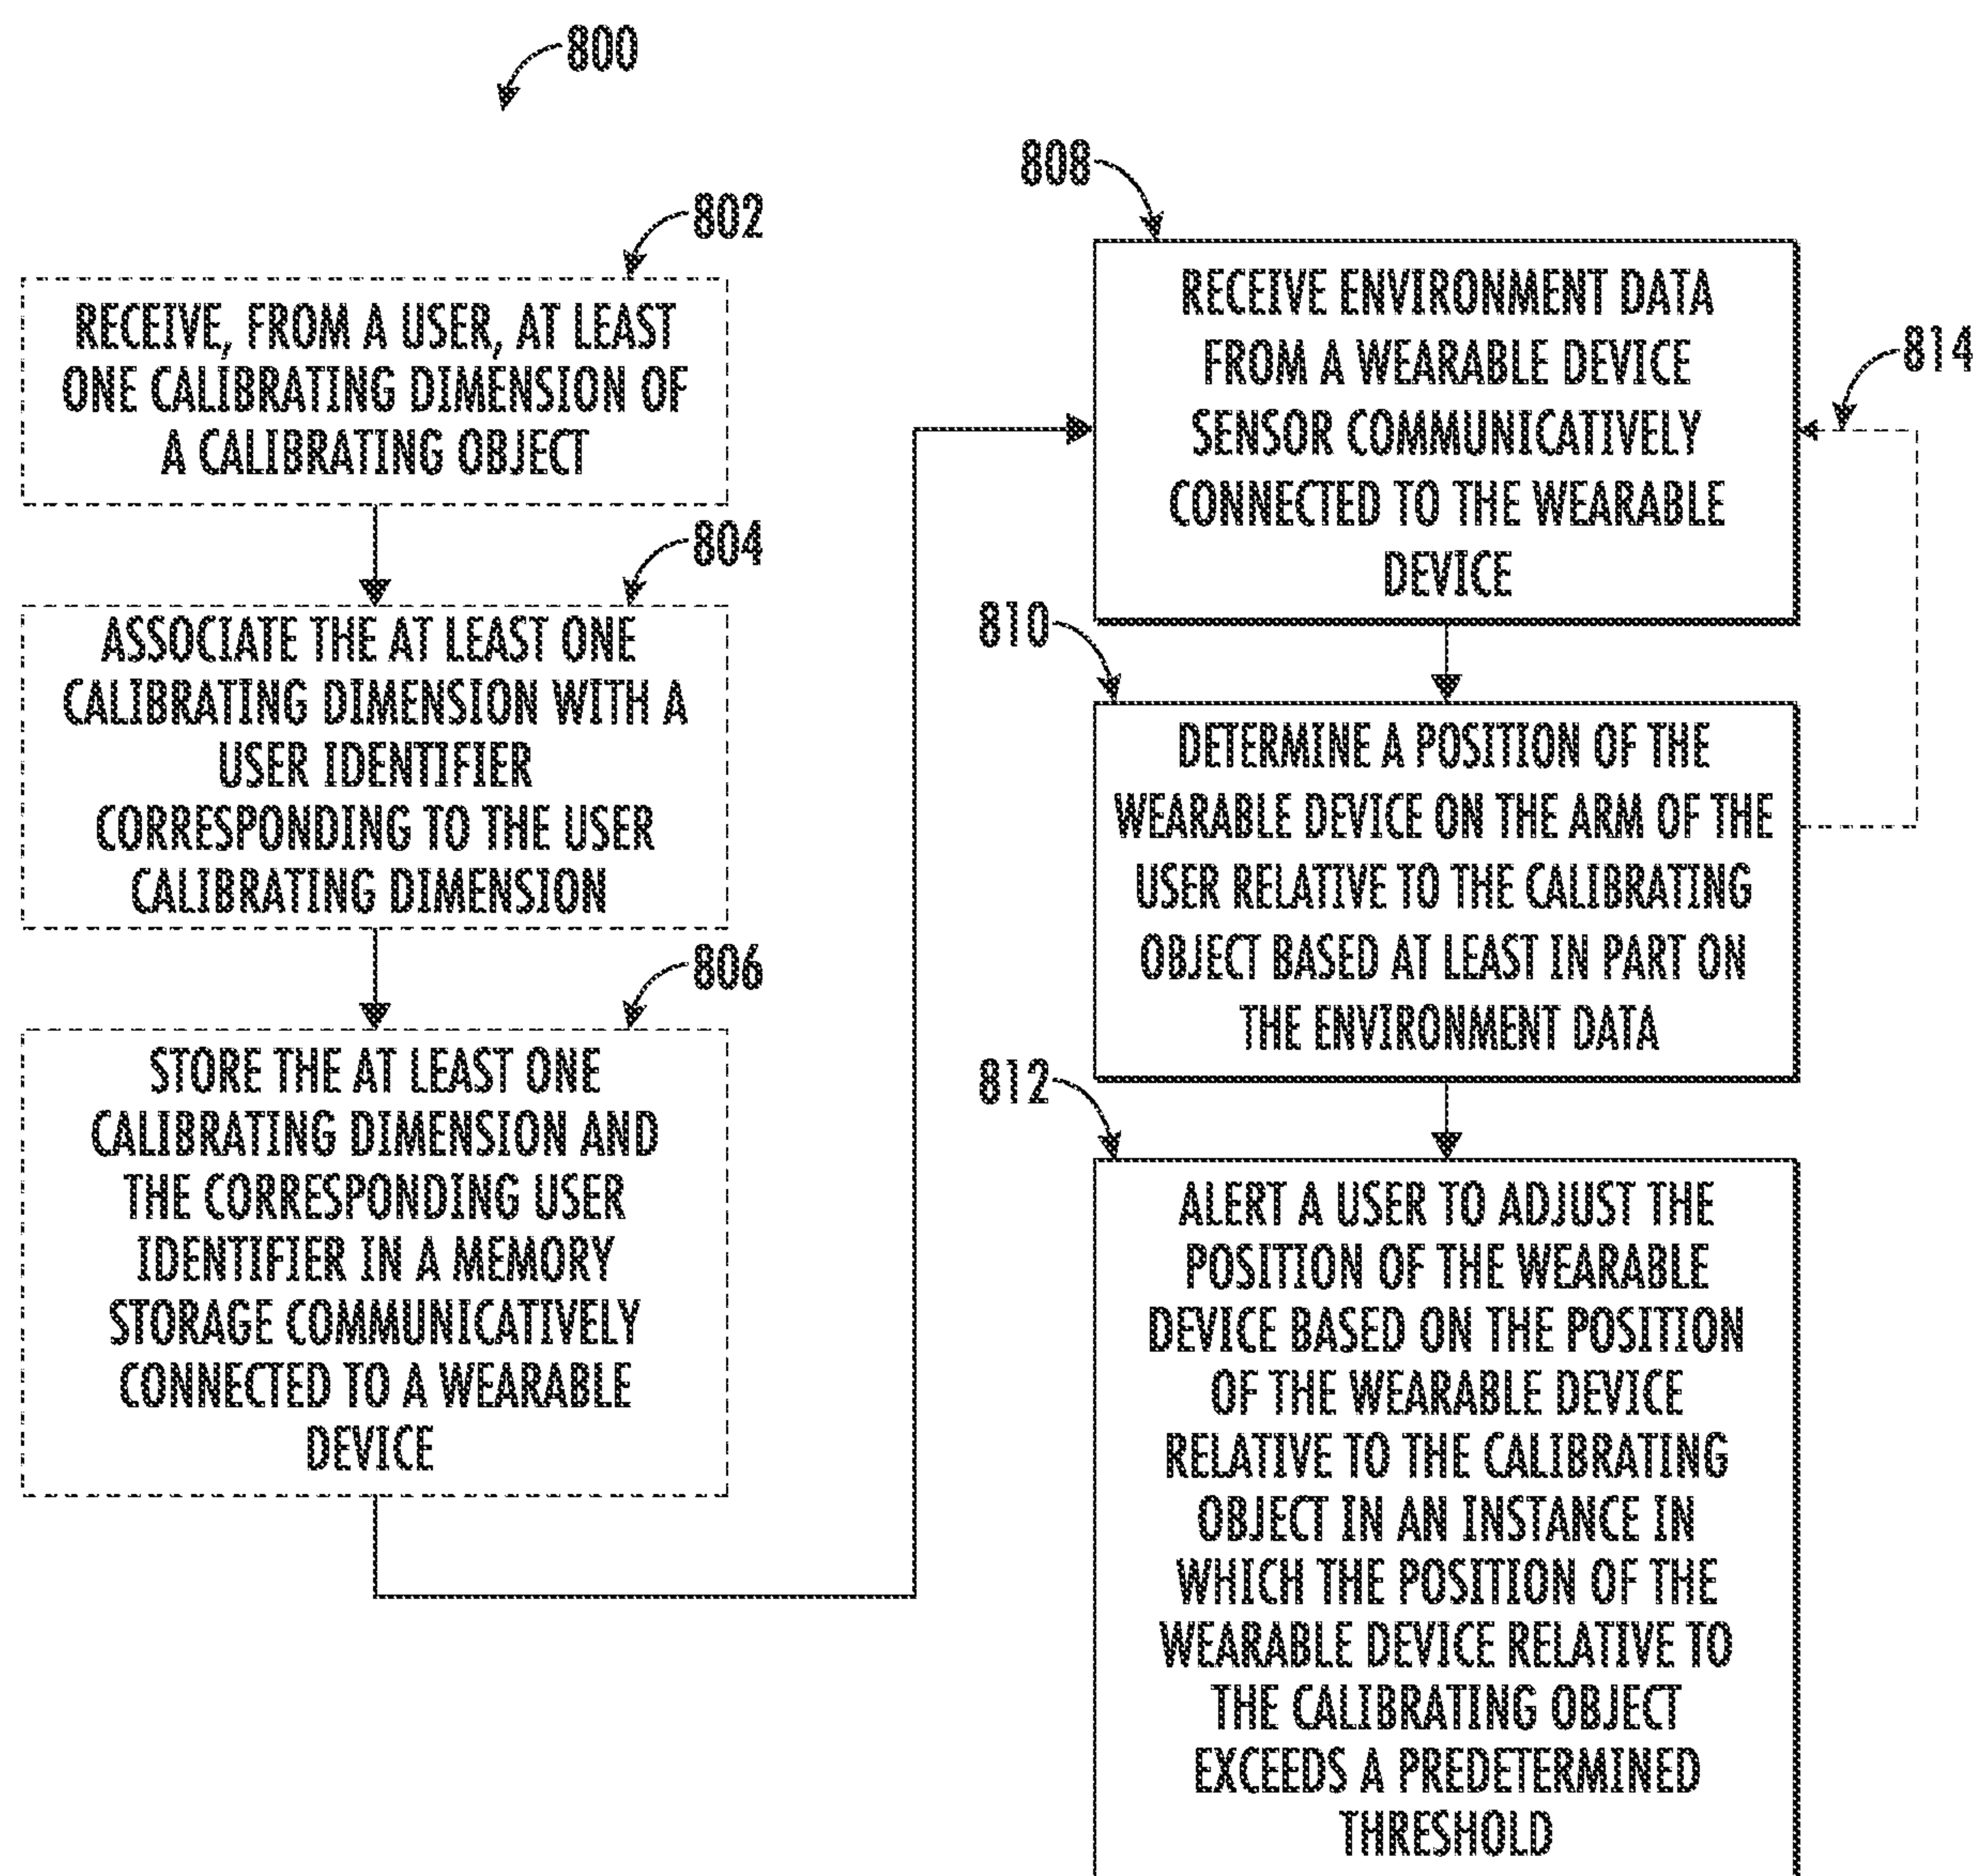 800
802
RECEIVE, FROM A USER, AT LEAST
ONE CALIBRATING DIMENSION OF
A CALIBRATING OBJECT
804
ASSOCIATE THE AT LEAST ONE
CALIBRATING DIMENSION WITH A
USER IDENTIFIER
CORRESPONDING TO THE USER
CALIBRATING DIMENSION
806
STORE THE AT LEAST ONE
CALIBRATING DIMENSION AND
THE CORRESPONDING USER
IDENTIFIER IN A MEMORY
STORAGE COMMUNICATIVELY
CONNECTED TO A WEARABLE
DEVICE
808
RECEIVE ENVIRONMENT DATA
FROM A WEARABLE DEVICE
SENSOR COMMUNICATIVELY
CONNECTED TO THE WEARABLE
DEVICE
814
810
DETERMINE A POSITION OF THE
WEARABLE DEVICE ON THE ARM OF THE
USER RELATIVE TO THE CALIBRATING
OBJECT BASED AT LEAST IN PART ON
THE ENVIRONMENT DATA
812
ALERT A USER TO ADJUST THE
POSITION OF THE WEARABLE
DEVICE BASED ON THE POSITION
OF THE WEARABLE DEVICE
RELATIVE TO THE CALIBRATING
OBJECT IN AN INSTANCE IN
WHICH THE POSITION OF THE
WEARABLE DEVICE RELATIVE TO
THE CALIBRATING OBJECT
EXCEEDS A PREDETERMINED
THRESHOLD